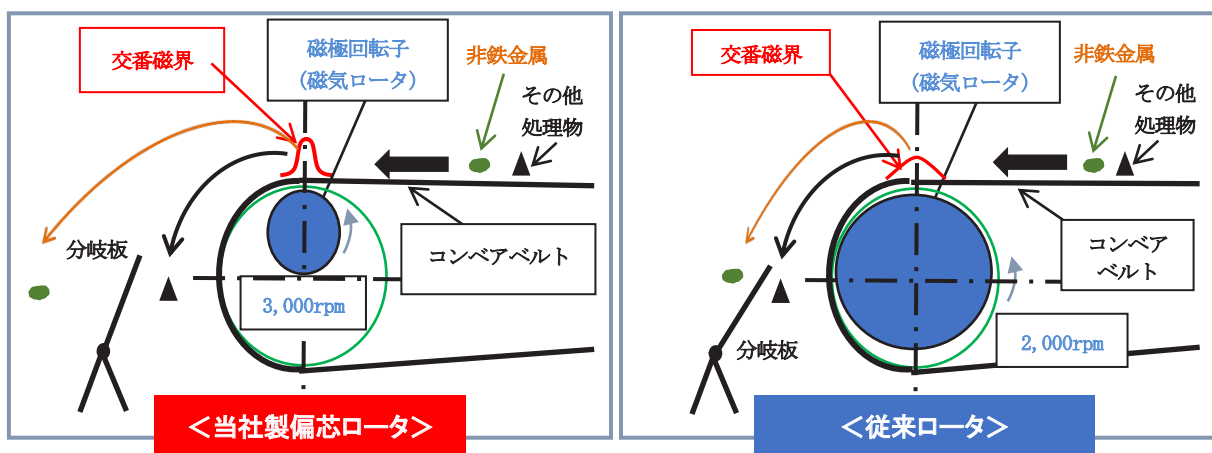 交番磁界
磁極回転子
(磁気ロータ)
非鉄金属
その他
処理物
分岐板
コンベアベルト
3,000rpm
＜当社製偏芯ロータ＞
交番磁界
磁極回転子
(磁気ロータ)
非鉄金属
その他
処理物
コンベア
ベルト
分岐板
2,000rpm
＜従来ロータ＞